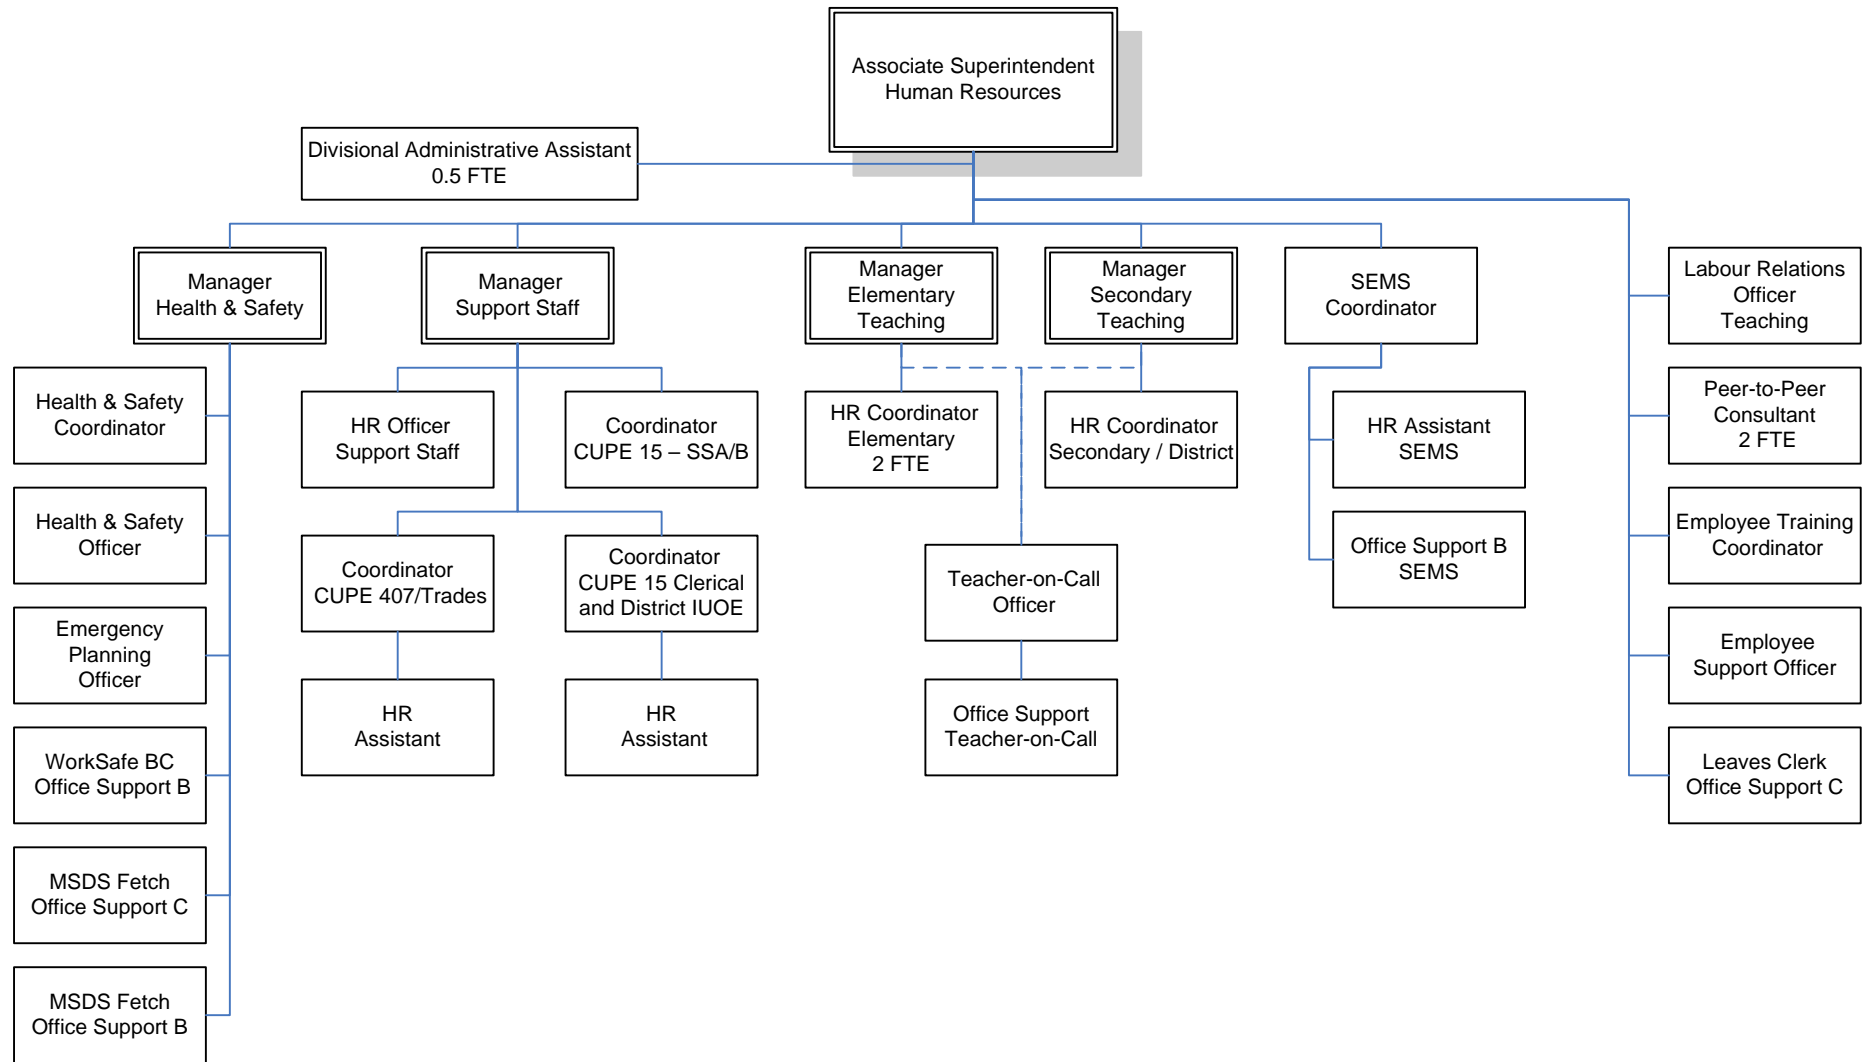 Associate Superintendent
Human Resources
Divisional Administrative Assistant
0.5 FTE
Manager
Health & Safety
Manager
Support Staff
Manager
Elementary
Teaching
Manager
Secondary
Teaching
SEMS
Coordinator
Labour Relations
Officer
Teaching
Health & Safety
Coordinator
HR Officer
Support Staff
Coordinator
CUPE 15 – SSA/B
HR Coordinator
Elementary
2 FTE
HR Coordinator
Secondary / District
HR Assistant
SEMS
Peer-to-Peer
Consultant
2 FTE
Health & Safety
Officer
Coordinator
CUPE 407/Trades
Coordinator
CUPE 15 Clerical
and District IUOE
Teacher-on-Call
Officer
Office Support B
SEMS
Employee Training
Coordinator
Emergency
Planning
Officer
HR
Assistant
HR
Assistant
Office Support
Teacher-on-Call
Employee
Support Officer
WorkSafe BC
Office Support B
Leaves Clerk
Office Support C
MSDS Fetch
Office Support C
MSDS Fetch
Office Support B